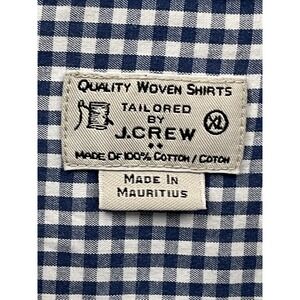 QUALITY WOVEN SHIRTS
TAILORED
BY
J.CREW
XL
MADE OF 100% COTTON / COTON
MADE IN
MAURITIUS